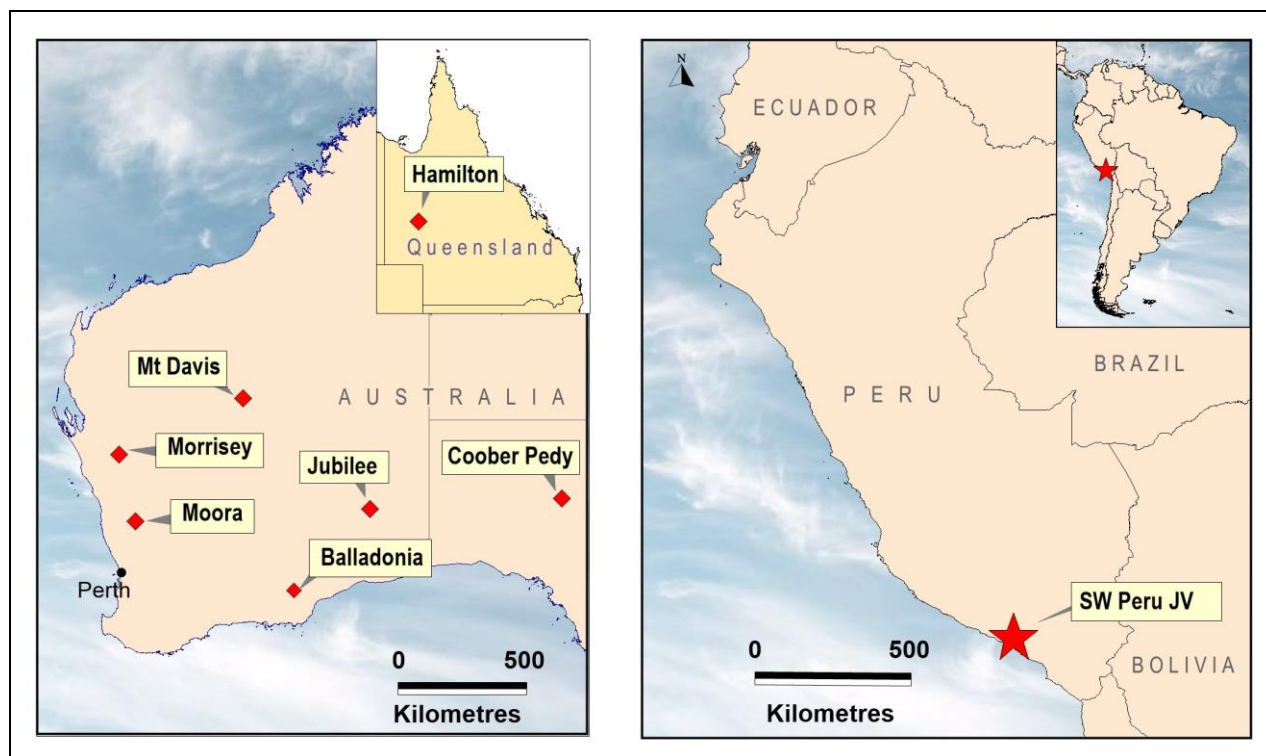 Hamilton
Queensland
Mt Davis
AUSTRALIA
Morrisey
Jubilee
Coober Pedy
Moora
Balladonia
Perth
0 500
Kilometres
N
ECUADOR
BRAZIL
PERU
SW Peru JV
0 500
BOLIVIA
Kilometres